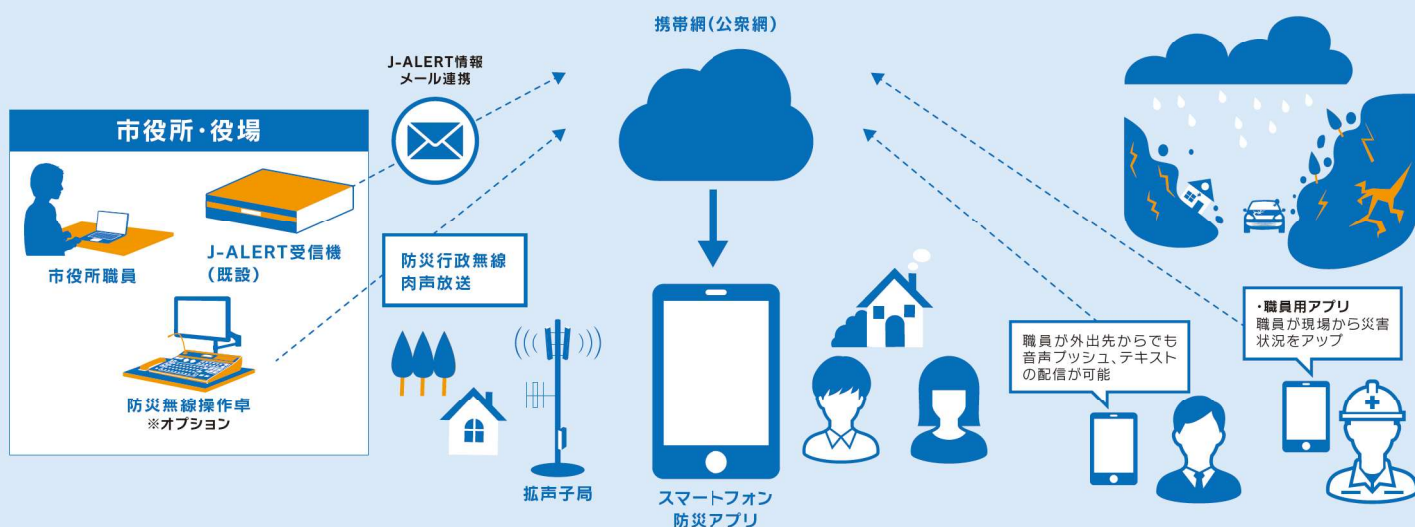 携帯網(公衆網)
J-ALERT情報
メール連携
市役所・役場
市役所職員
J-ALERT受信機
(既設)
防災無線操作卓
※オプション
防災行政無線
肉声放送
拡声子局
スマートフォン
防災アプリ
職員が外出先からでも
音声プッシュ、テキスト
の配信が可能
・職員用アプリ
職員が現場から災害
状況をアップ